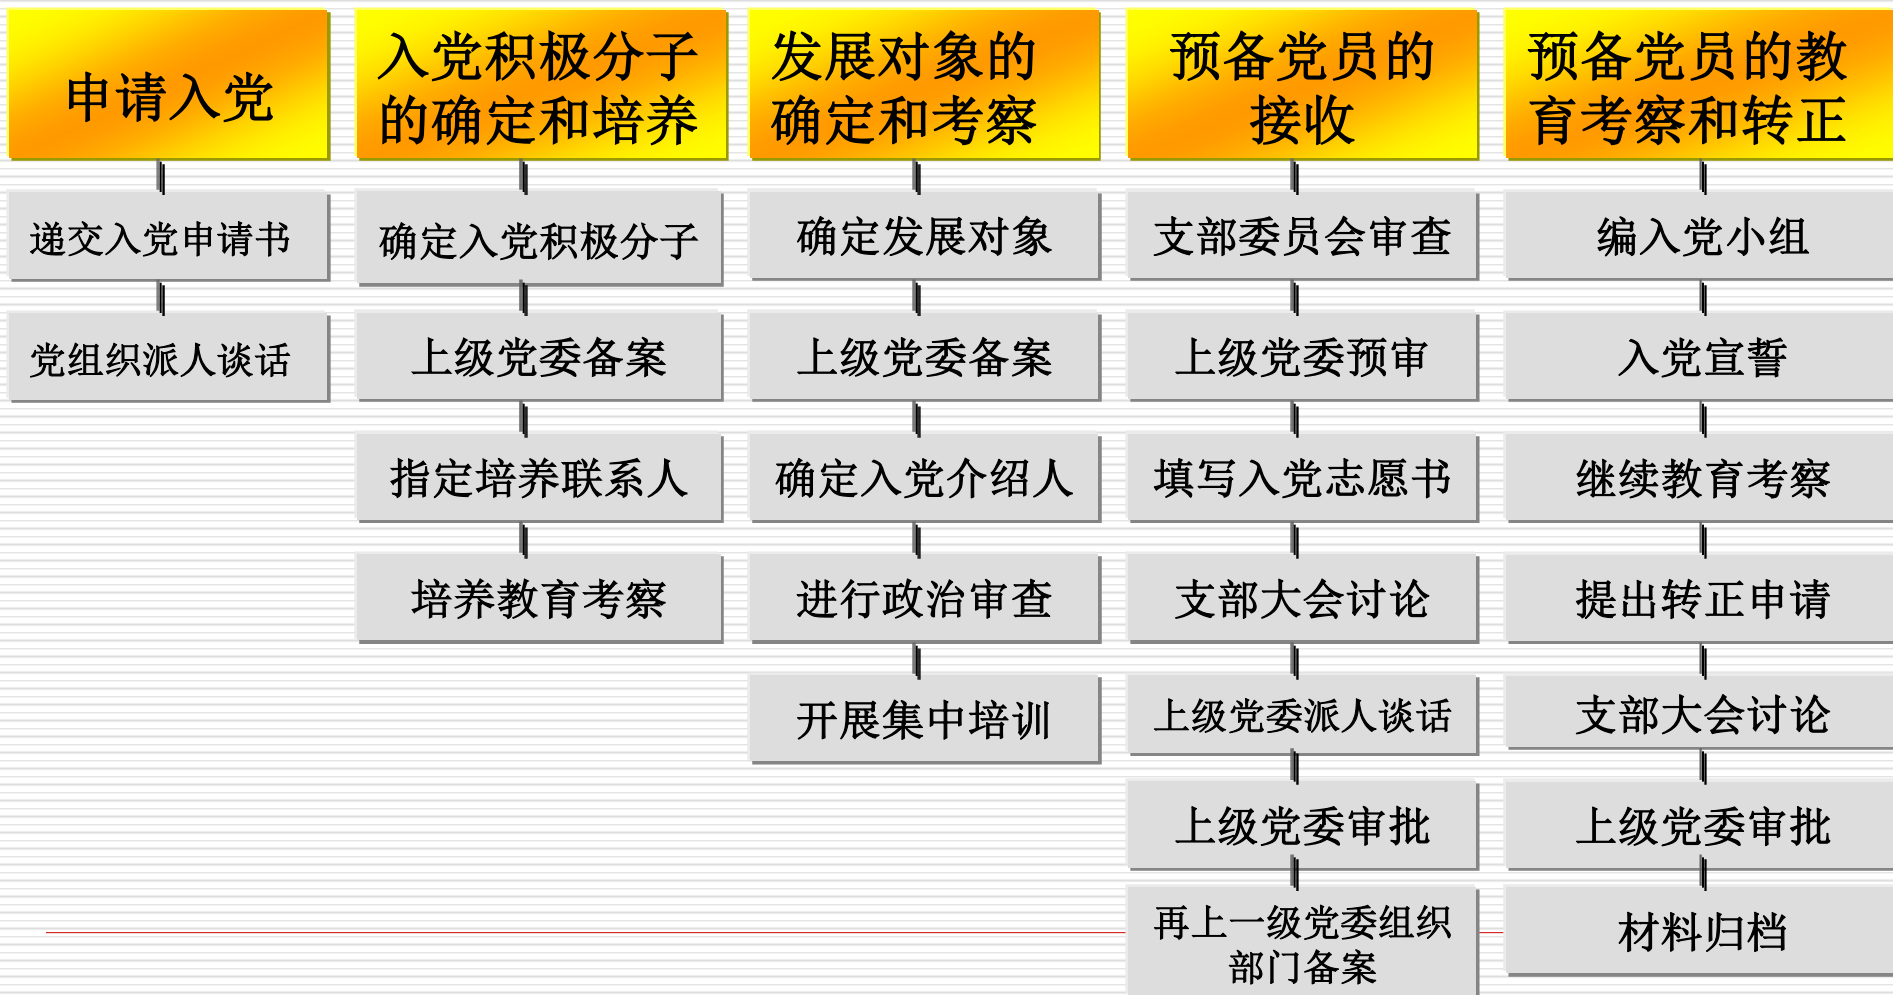 申请入党
递交入党申请书
党组织派人谈话
入党积极分子
的确定和培养
确定入党积极分子
上级党委备案
指定培养联系人
培养教育考察
发展对象的
确定和考察
确定发展对象
上级党委备案
确定入党介绍人
进行政治审查
开展集中培训
预备党员的
接收
支部委员会审查
上级党委预审
填写入党志愿书
支部大会讨论
上级党委派人谈话
上级党委审批
再上一级党委组织
部门备案
预备党员的教
育考察和转正
编入党小组
入党宣誓
继续教育考察
提出转正申请
支部大会讨论
上级党委审批
材料归档